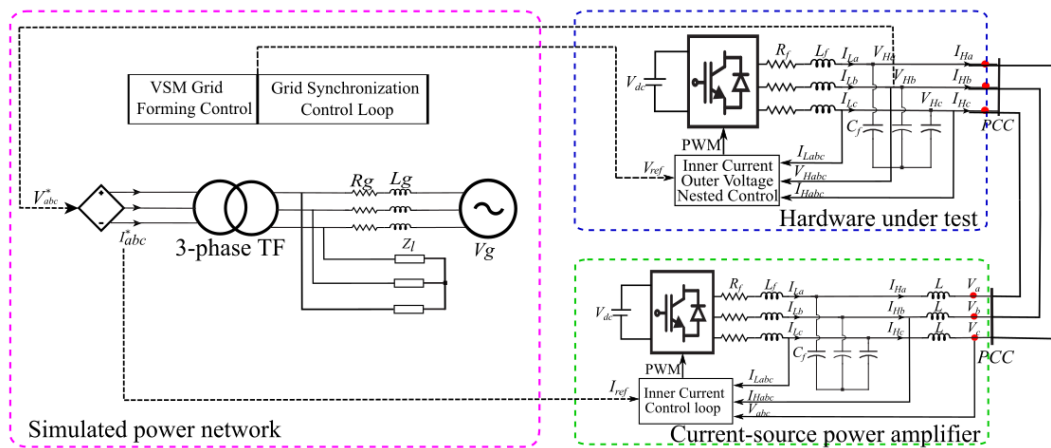 VSM Grid
Forming Control
Grid Synchronization
Control Loop
V*abc
I*abc
3-phase TF
Rg
Lg
Zl
Vg
Simulated power network
Vdc
Rf
Lf
ILa
VHa
IHa
ILb
VHb
IHb
ILc
VHc
IHc
Cf
PCC
PWM
Vref
Inner Current
Outer Voltage
Nested Control
ILabc
VHabc
IHabc
Hardware under test
Vdc
Rf
Lf
ILa
IHa
L
Va
ILb
IHb
L
Vb
ILc
IHc
L
Vc
Cf
PCC
PWM
Iref
Inner Current
Control loop
ILabc
IHabc
Vabc
Current-source power amplifier